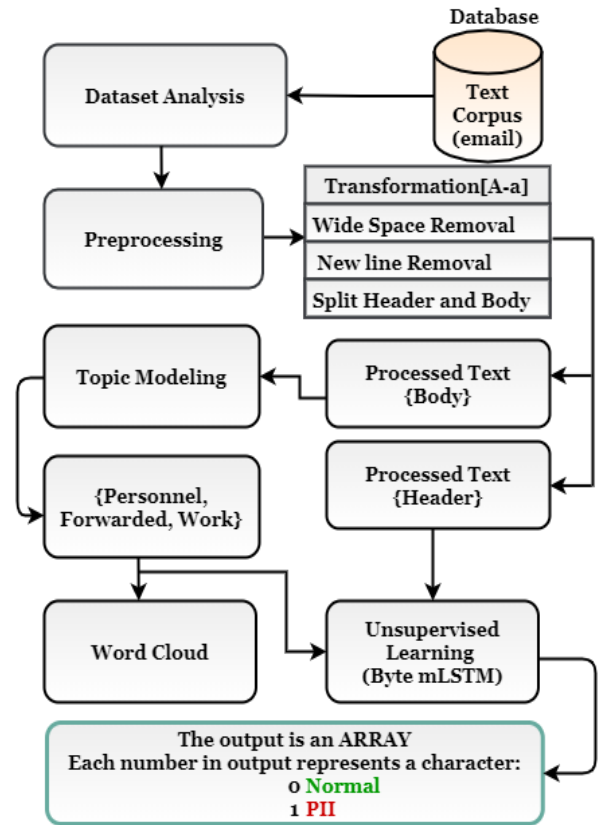 Database
Text
Corpus
(email)
Dataset Analysis
Preprocessing
Transformation[A-a]
Wide Space Removal
New line Removal
Split Header and Body
Topic Modeling
Processed Text
{Body}
Processed Text
{Header}
{Personnel,
Forwarded, Work}
Word Cloud
Unsupervised
Learning
(Byte mLSTM)
The output is an ARRAY
Each number in output represents a character:
0 Normal
1 PII